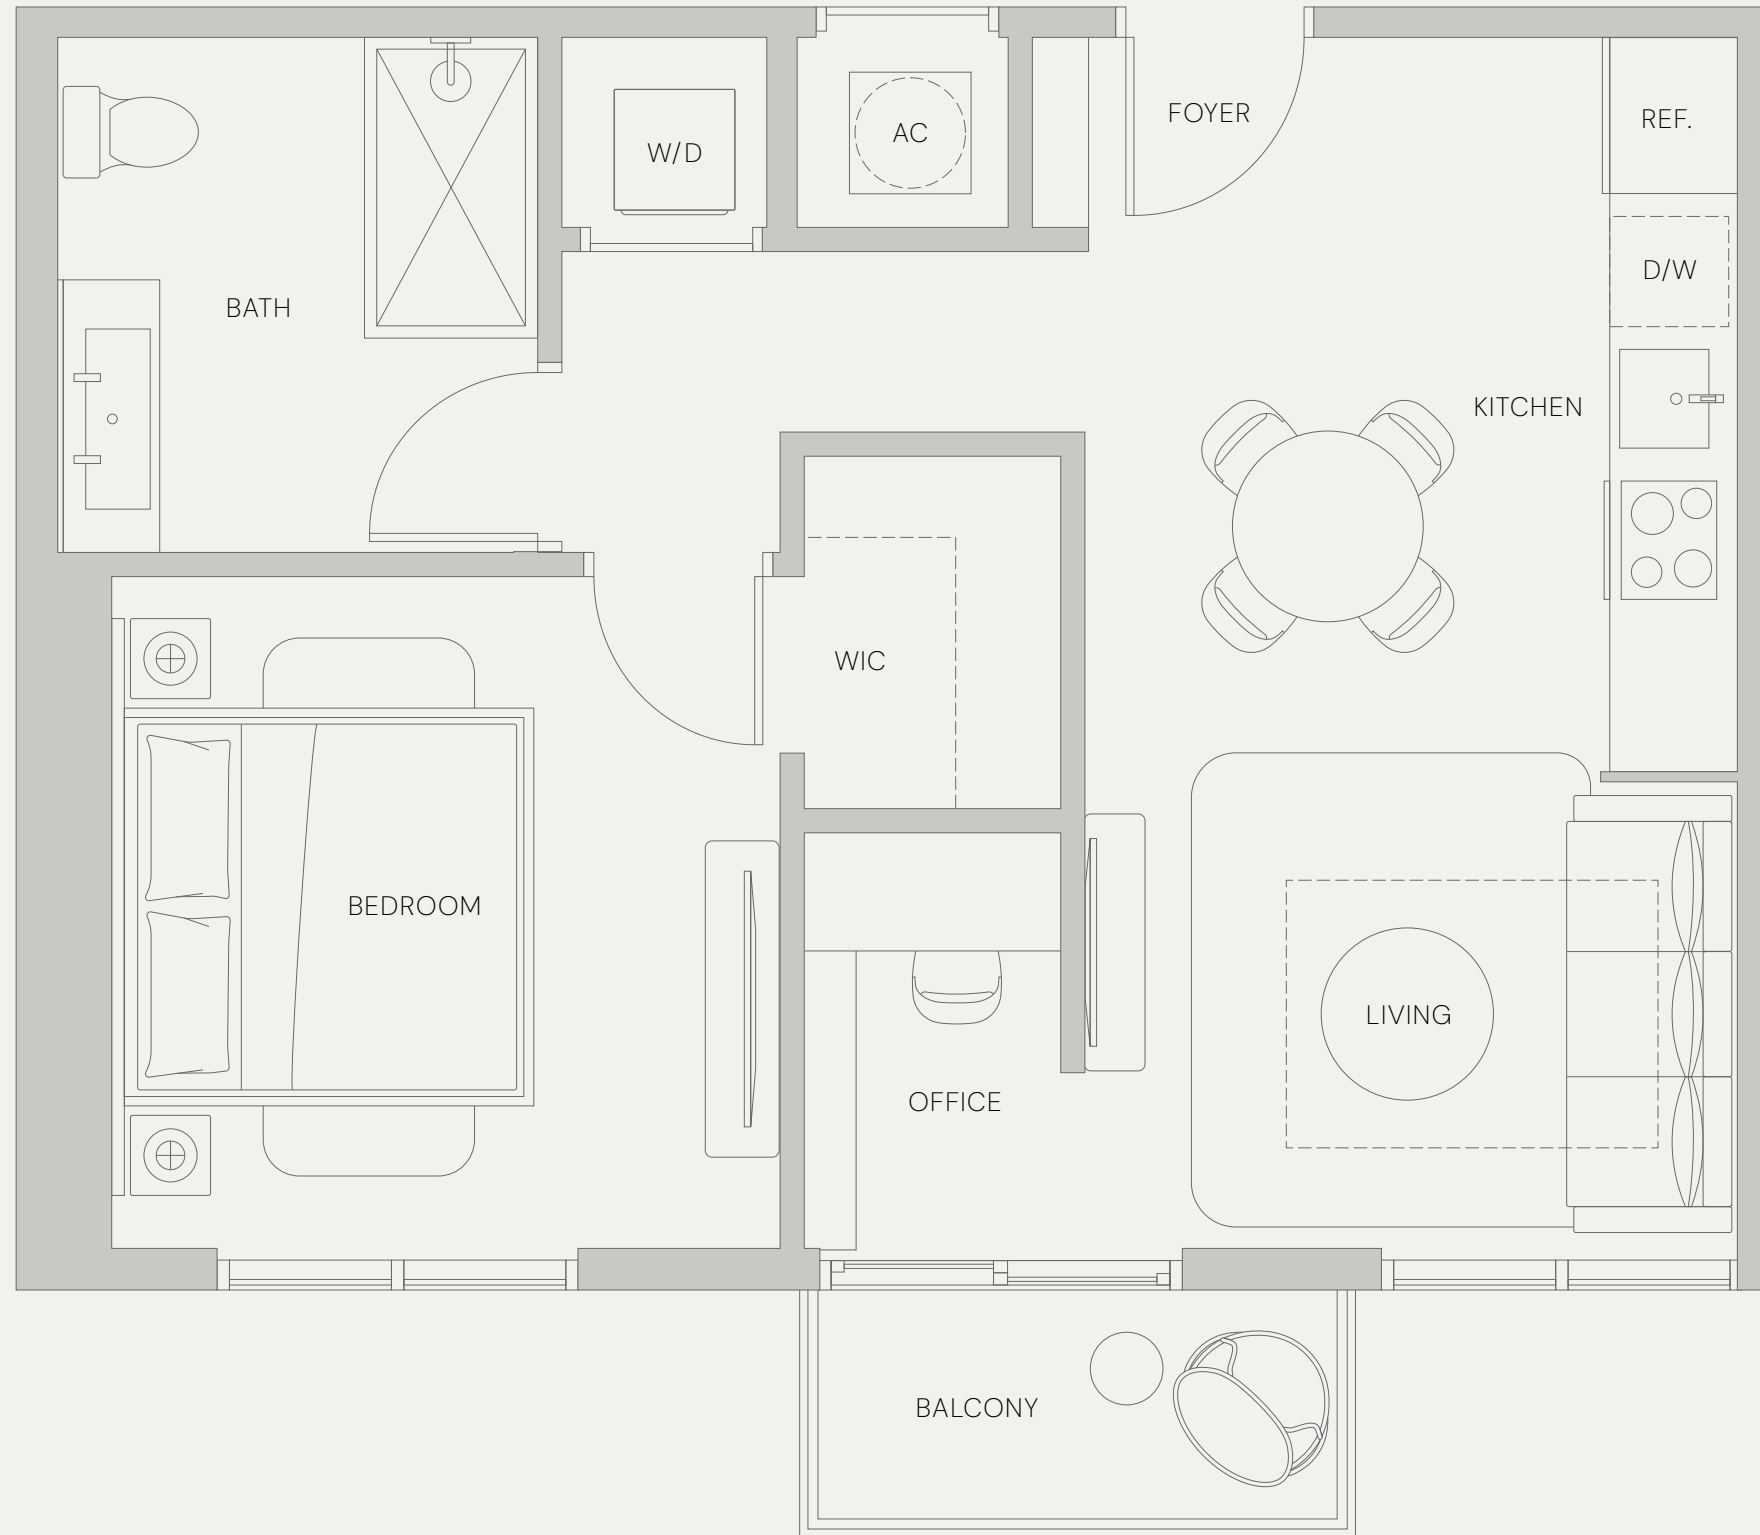 FOYER
REF.
AC
W/D
D/W
BATH
KITCHEN
WIC
BEDROOM
LIVING
OFFICE
BALCONY